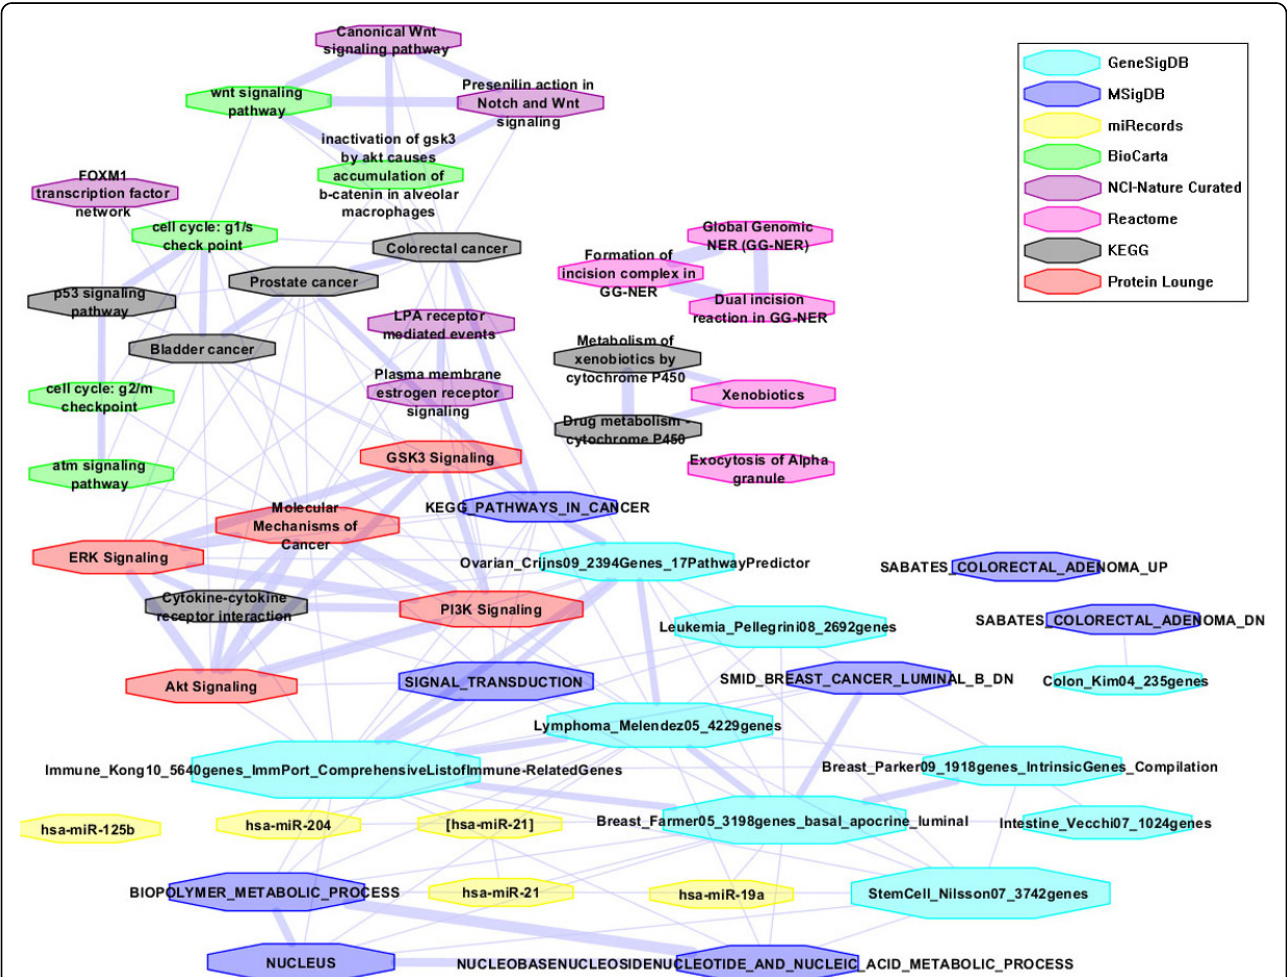 Canonical Wnt
signaling pathway
wnt signaling
pathway
Presenilin action in
Notch and Wnt
signaling
inactivation of gsk3
by akt causes
accumulation of
b-catenin in alveolar
macrophages
FOXM1
transcription factor
network
cell cycle: g1/s
check point
Colorectal cancer
Prostate cancer
p53 signaling
pathway
LPA receptor
mediated events
Bladder cancer
Plasma membrane
estrogen receptor
signaling
cell cycle: g2/m
checkpoint
atm signaling
pathway
Global Genomic
NER (GG-NER)
Formation of
incision complex in
GG-NER
Dual incision
reaction in GG-NER
Metabolism of
xenobiotics by
cytochrome P450
Xenobiotics
Drug metabolism -
cytochrome P450
Exocytosis of Alpha
granule
GeneSigDB
MSigDB
miRecords
BioCarta
NCI-Nature Curated
Reactome
KEGG
Protein Lounge
GSK3 Signaling
KEGG_PATHWAYS_IN_CANCER
Molecular
Mechanisms of
Cancer
ERK Signaling
Ovarian_Crijns09_2394Genes_17PathwayPredictor
SABATES_COLORECTAL_ADENOMA_UP
Cytokine-cytokine
receptor interaction
PI3K Signaling
Leukemia_Pellegrini08_2692genes
SABATES_COLORECTAL_ADENOMA_DN
Akt Signaling
SIGNAL_TRANSDUCTION
SMID_BREAST_CANCER_LUMINAL_B_DN
Colon_Kim04_235genes
Lymphoma_Melendez05_4229genes
Immune_Kong10_5640genes_ImmPort_ComprehensiveListofImmune-RelatedGenes
Breast_Parker09_1918genes_IntrinsicGenes_Compilation
hsa-miR-125b
hsa-miR-204
[hsa-miR-21]
Breast_Farmer05_3198genes_basal_apocrine_luminal
Intestine_Vecchi07_1024genes
BIOPOLYMER_METABOLIC_PROCESS
hsa-miR-21
hsa-miR-19a
StemCell_Nilsson07_3742genes
NUCLEUS
NUCLEOBASENUCLEOSIDENUCLEOTIDE_AND_NUCLEIC_ACID_METABOLIC_PROCESS